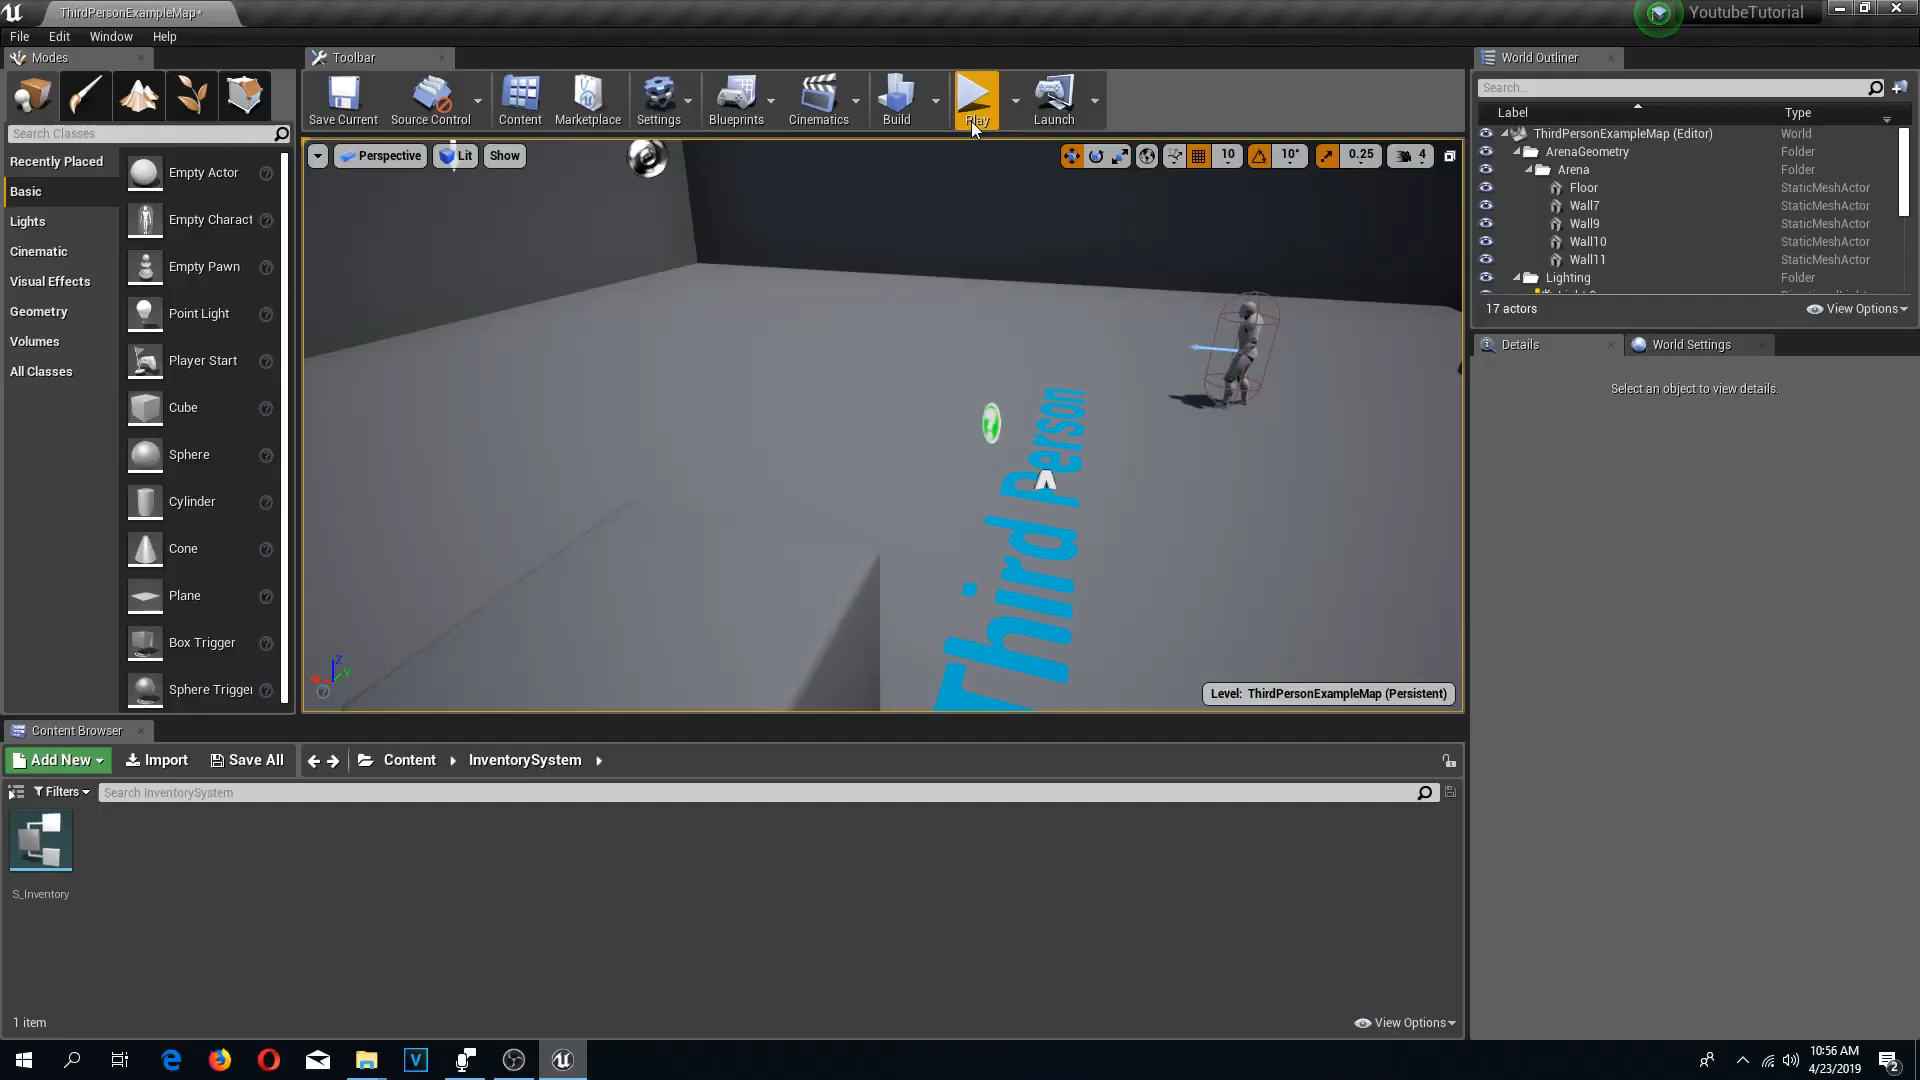 ThirdPersonExampleMap*
YoutubeTutorial
File Edit Window Help
Modes
Toolbar
World Outliner
Save Current
Source Control
Content
Marketplace
Settings
Blueprints
Cinematics
Build
Play
Launch
Search...
Label Type
Search Classes
Recently Placed
Basic
Lights
Cinematic
Visual Effects
Geometry
Volumes
All Classes
Empty Actor
Empty Charact
Empty Pawn
Point Light
Player Start
Cube
Sphere
Cylinder
Cone
Plane
Box Trigger
Sphere Trigger
Perspective
Lit
Show
10
10°
0.25
4
Third Person
Level: ThirdPersonExampleMap (Persistent)
ThirdPersonExampleMap (Editor) World
ArenaGeometry Folder
Arena Folder
Floor StaticMeshActor
Wall7 StaticMeshActor
Wall9 StaticMeshActor
Wall10 StaticMeshActor
Wall11 StaticMeshActor
Lighting Folder
17 actors
View Options
Details
World Settings
Select an object to view details.
Content Browser
Add New
Import
Save All
Content
InventorySystem
Filters
Search InventorySystem
S_Inventory
1 item
View Options
10:56 AM
4/23/2019
2